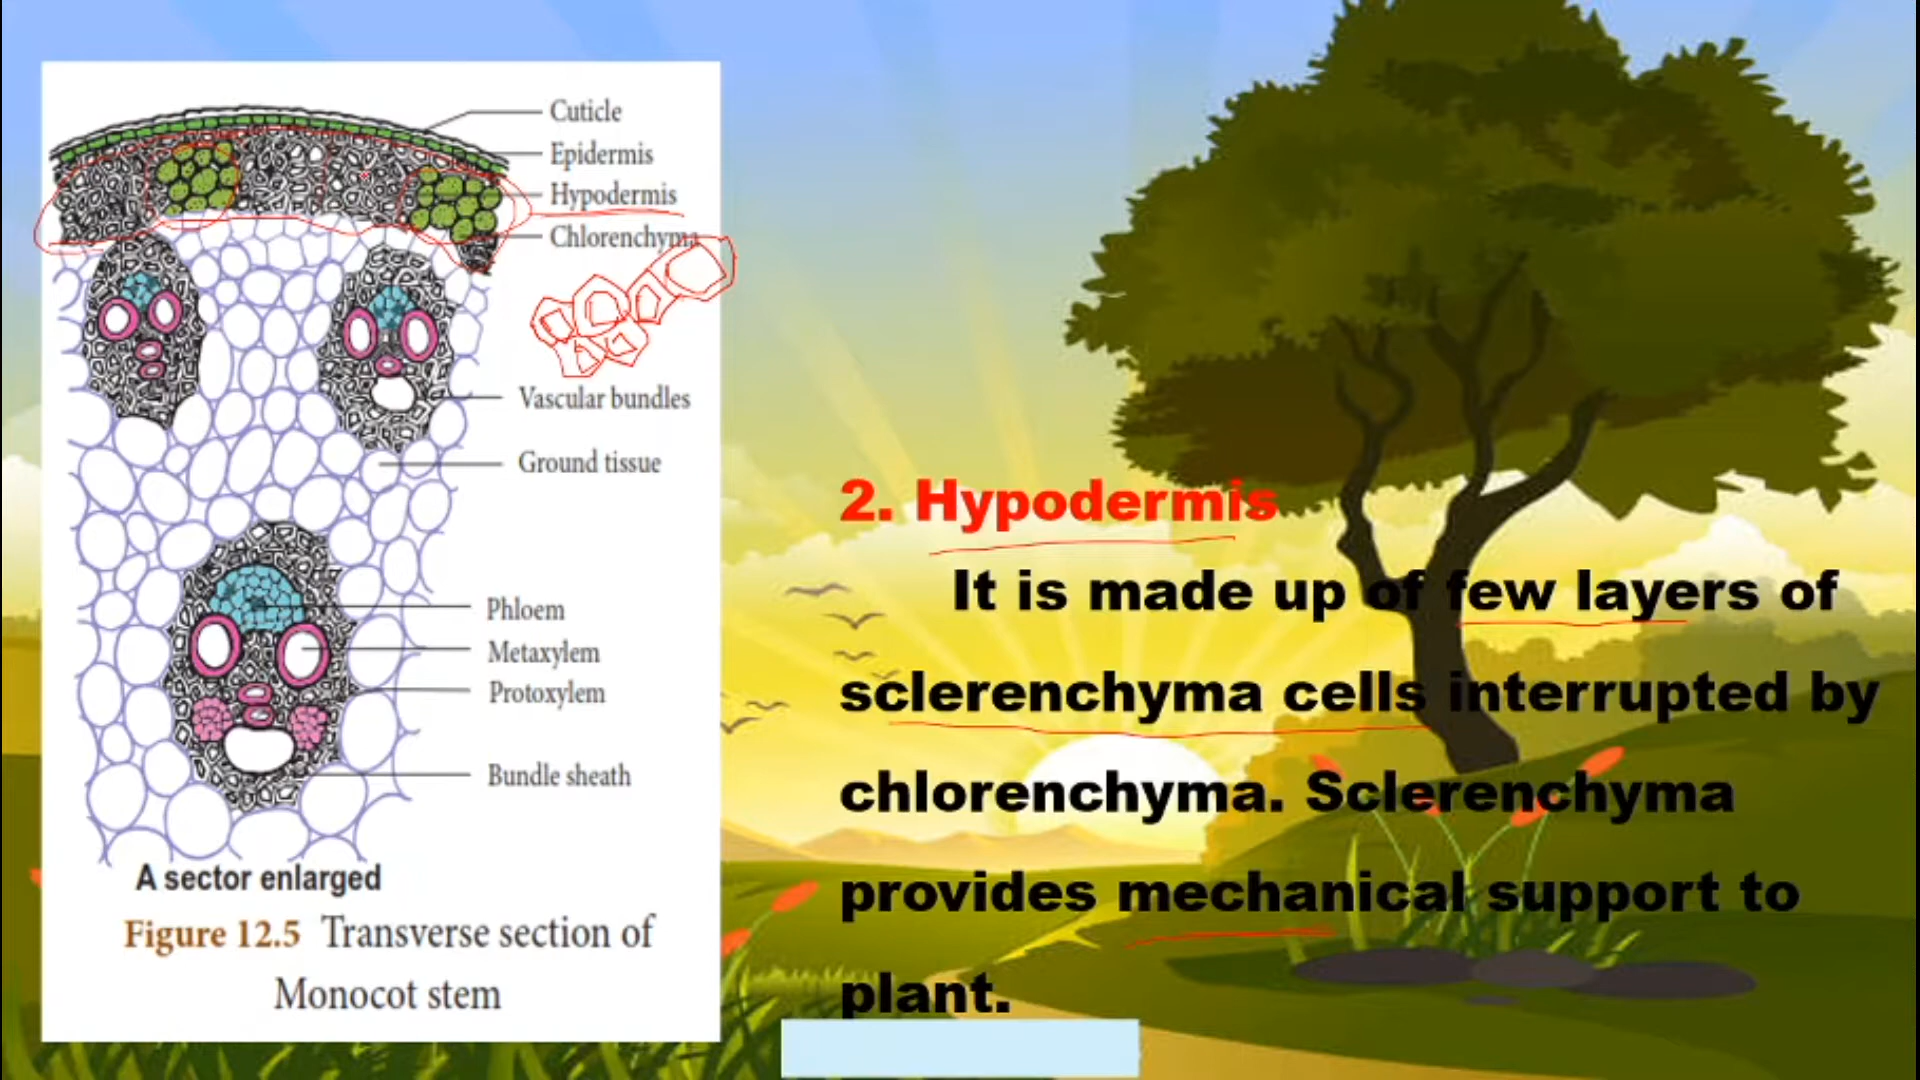 Cuticle
Epidermis
Hypodermis
Chlorenchyma
Vascular bundles
Ground tissue
Phloem
Metaxylem
Protoxylem
Bundle sheath
A sector enlarged
Figure 12.5 Transverse section of
Monocot stem
2. Hypodermis
It is made up of few layers of
sclerenchyma cells interrupted by
chlorenchyma. Sclerenchyma
provides mechanical support to
plant.